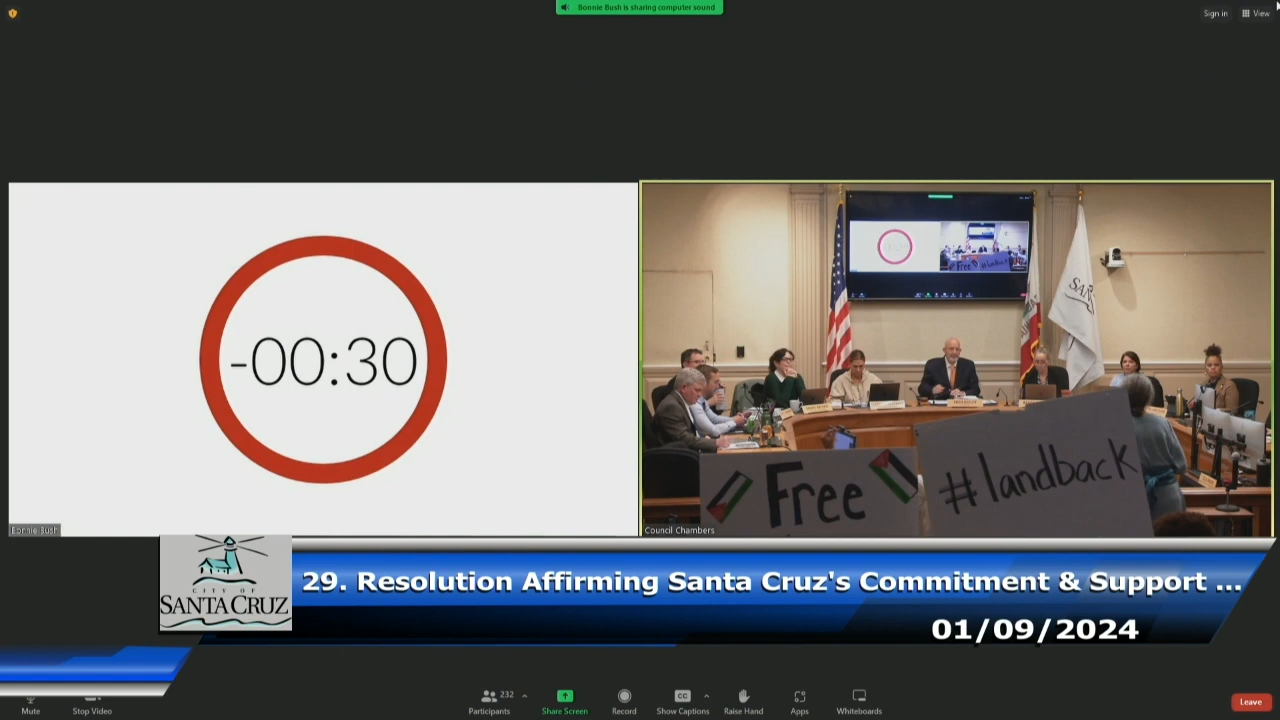 Bonnie Bush is sharing computer sound
Sign in
View
-00:30
Free
#landback
Bonnie Bush
Council Chambers
CITY OF
SANTA CRUZ
29. Resolution Affirming Santa Cruz's Commitment & Support ...
01/09/2024
Mute
Stop Video
232
Participants
Share Screen
Record
CC
Show Captions
Raise Hand
Apps
Whiteboards
Leave